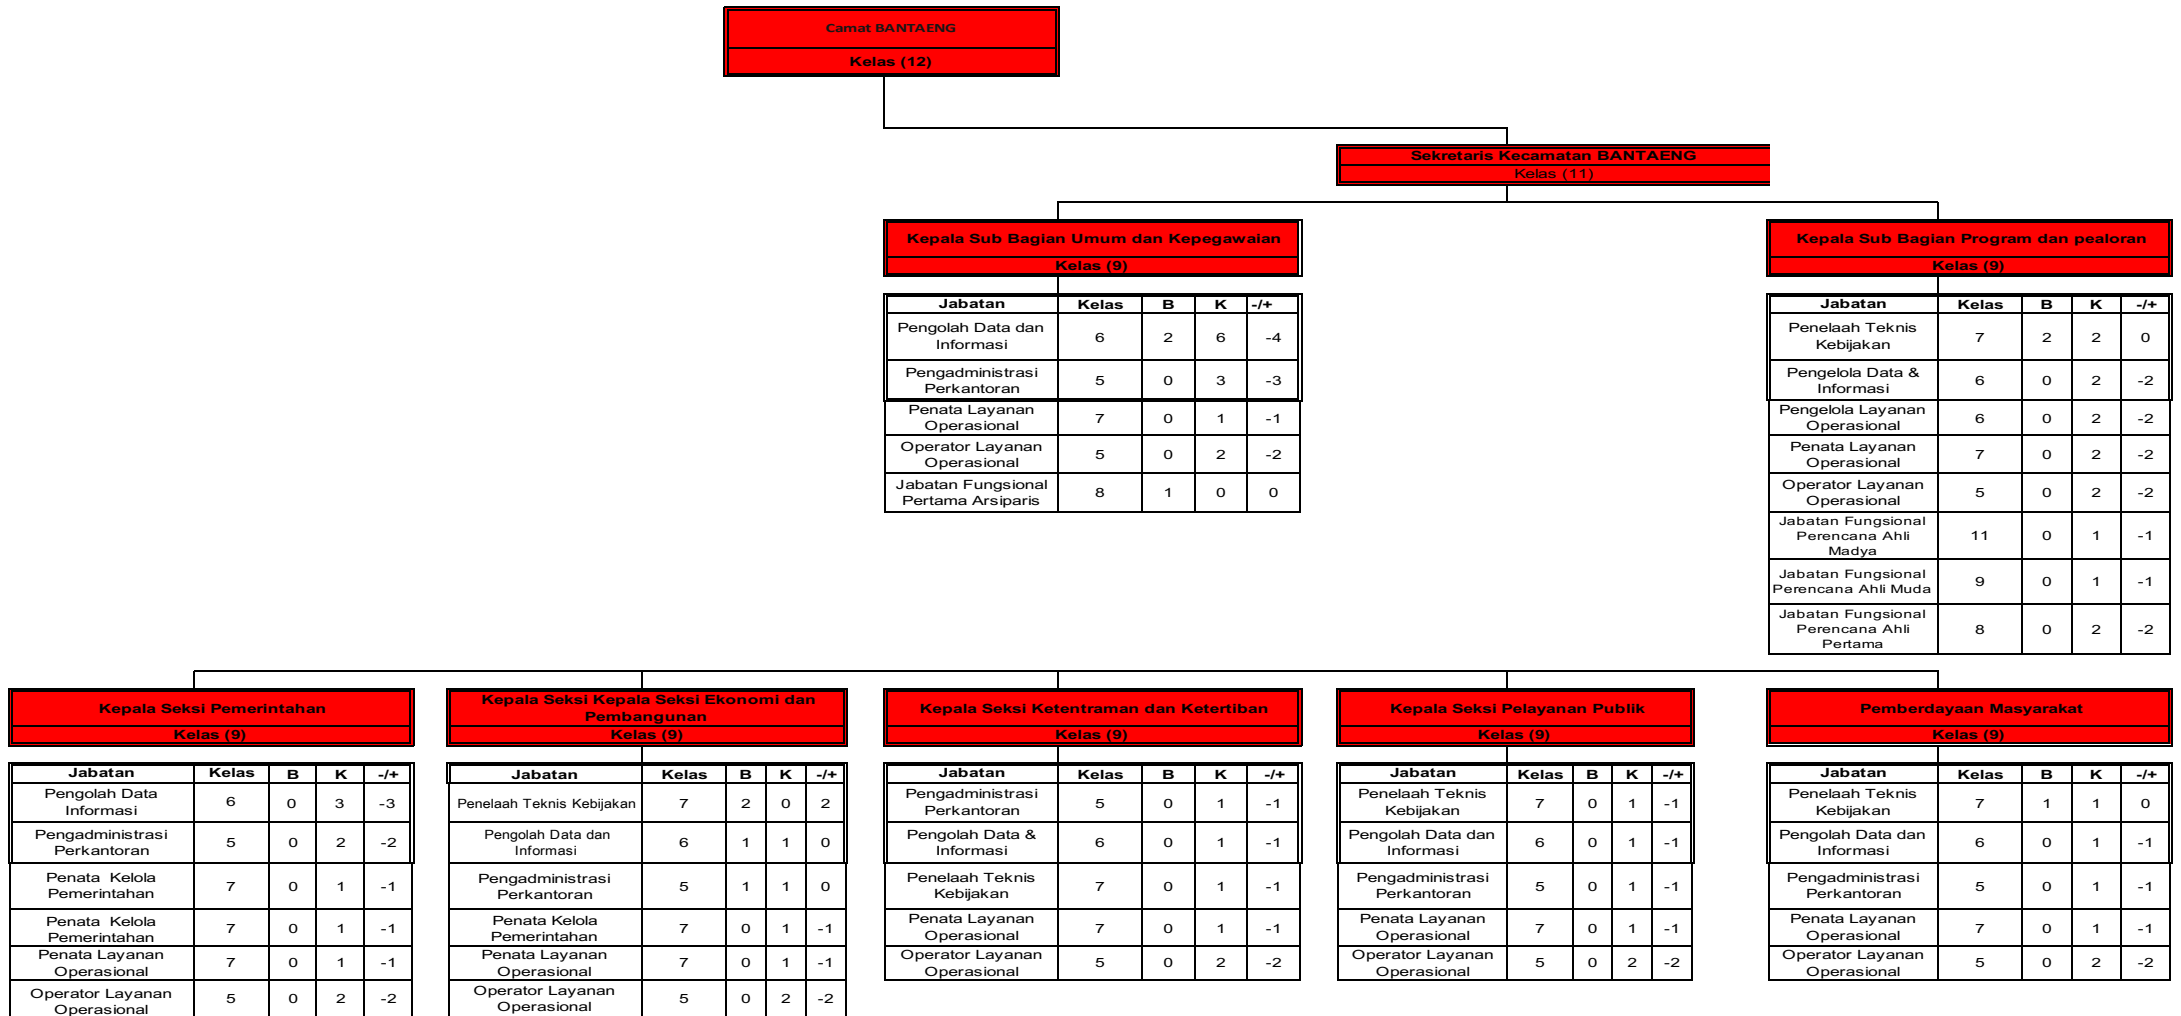 Camat BANTAENG
Kelas (12)
Sekretaris Kecamatan BANTAENG
Kelas (11)
Kepala Sub Bagian Umum dan Kepegawaian
Kelas (9)
Jabatan Kelas B K -/+
Pengolah Data dan
Informasi 6 2 6 -4
Pengadministrasi
Perkantoran 5 0 3 -3
Penata Layanan
Operasional 7 0 1 -1
Operator Layanan
Operasional 5 0 2 -2
Jabatan Fungsional
Pertama Arsiparis 8 1 0 0
Kepala Sub Bagian Program dan pealoran
Kelas (9)
Jabatan Kelas B K -/+
Penelaah Teknis
Kebijakan 7 2 2 0
Pengelola Data &
Informasi 6 0 2 -2
Pengelola Layanan
Operasional 6 0 2 -2
Penata Layanan
Operasional 7 0 2 -2
Operator Layanan
Operasional 5 0 2 -2
Jabatan Fungsional
Perencana Ahli
Madya 11 0 1 -1
Jabatan Fungsional
Perencana Ahli Muda 9 0 1 -1
Jabatan Fungsional
Perencana Ahli
Pertama 8 0 2 -2
Kepala Seksi Pemerintahan
Kelas (9)
Jabatan Kelas B K -/+
Pengolah Data
Informasi 6 0 3 -3
Pengadministrasi
Perkantoran 5 0 2 -2
Penata Kelola
Pemerintahan 7 0 1 -1
Penata Kelola
Pemerintahan 7 0 1 -1
Penata Layanan
Operasional 7 0 1 -1
Operator Layanan
Operasional 5 0 2 -2
Kepala Seksi Kepala Seksi Ekonomi dan
Pembangunan
Kelas (9)
Jabatan Kelas B K -/+
Penelaah Teknis Kebijakan 7 2 0 2
Pengolah Data dan
Informasi 6 1 1 0
Pengadministrasi
Perkantoran 5 1 1 0
Penata Kelola
Pemerintahan 7 0 1 -1
Penata Layanan
Operasional 7 0 1 -1
Operator Layanan
Operasional 5 0 2 -2
Kepala Seksi Ketentraman dan Ketertiban
Kelas (9)
Jabatan Kelas B K -/+
Pengadministrasi
Perkantoran 5 0 1 -1
Pengolah Data &
Informasi 6 0 1 -1
Penelaah Teknis
Kebijakan 7 0 1 -1
Penata Layanan
Operasional 7 0 1 -1
Operator Layanan
Operasional 5 0 2 -2
Kepala Seksi Pelayanan Publik
Kelas (9)
Jabatan Kelas B K -/+
Penelaah Teknis
Kebijakan 7 0 1 -1
Pengolah Data dan
Informasi 6 0 1 -1
Pengadministrasi
Perkantoran 5 0 1 -1
Penata Layanan
Operasional 7 0 1 -1
Operator Layanan
Operasional 5 0 2 -2
Pemberdayaan Masyarakat
Kelas (9)
Jabatan Kelas B K -/+
Penelaah Teknis
Kebijakan 7 1 1 0
Pengolah Data dan
Informasi 6 0 1 -1
Pengadministrasi
Perkantoran 5 0 1 -1
Penata Layanan
Operasional 7 0 1 -1
Operator Layanan
Operasional 5 0 2 -2